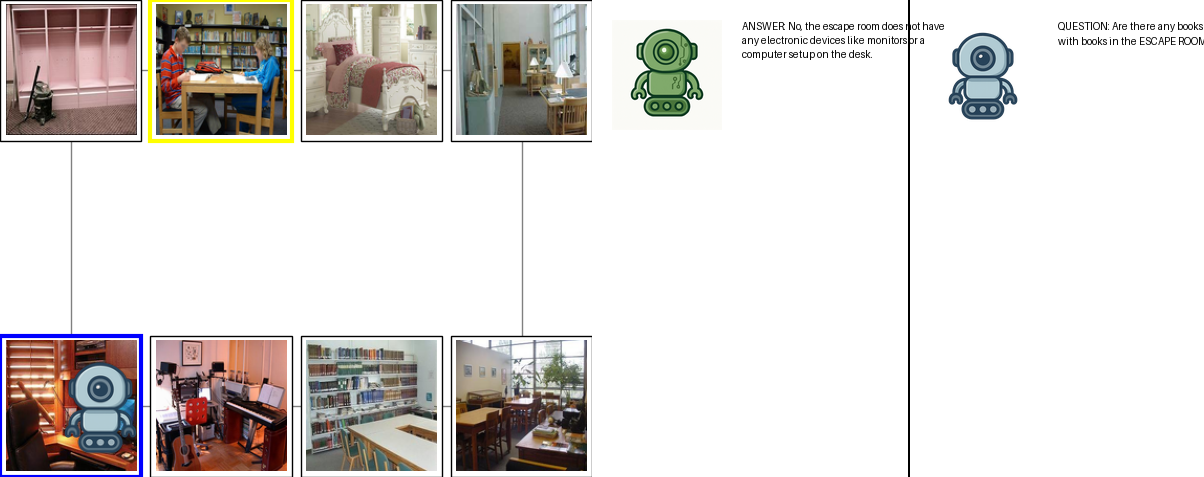 ANSWER: No, the escape room does not have
any electronic devices like monitors or a
computer setup on the desk.
QUESTION: Are there any books
with books in the ESCAPE ROOM